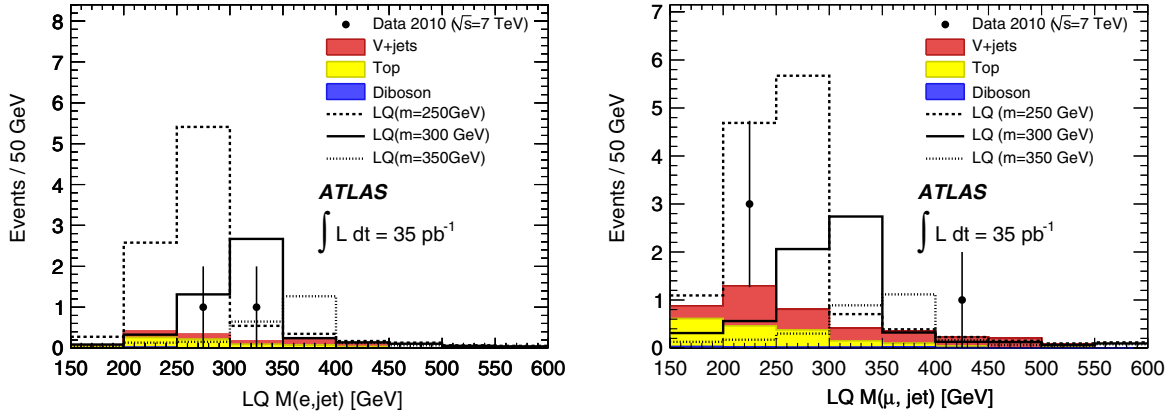 Events / 50 GeV
8
7
6
5
4
3
2
1
0
Data 2010 (√s=7 TeV)
V+jets
Top
Diboson
LQ(m=250GeV)
LQ(m=300 GeV)
LQ(m=350GeV)
ATLAS
∫ L dt = 35 pb⁻¹
150 200 250 300 350 400 450 500 550 600
LQ M(e,jet) [GeV]
Events / 50 GeV
7
6
5
4
3
2
1
0
Data 2010 (√s=7 TeV)
V+jets
Top
Diboson
LQ (m=250 GeV)
LQ (m=300 GeV)
LQ (m=350 GeV)
ATLAS
∫ L dt = 35 pb⁻¹
150 200 250 300 350 400 450 500 550 600
LQ M(μ, jet) [GeV]